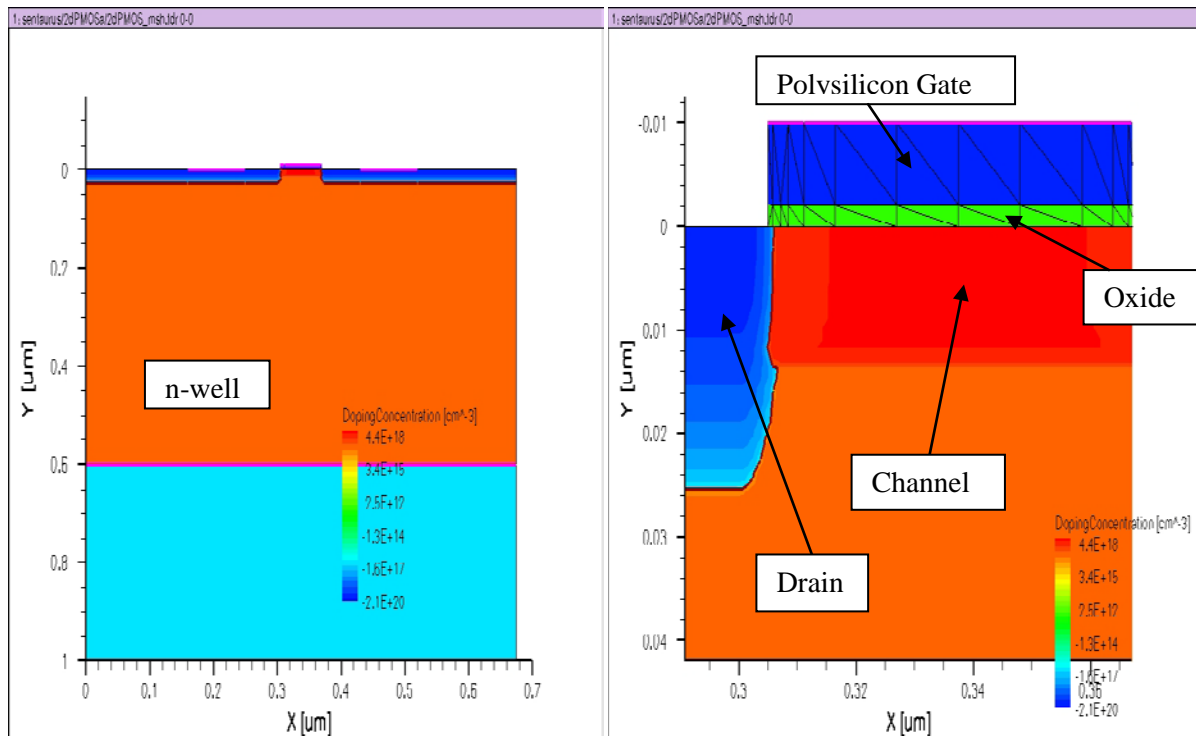 1: sentaurus/2dPMOSa/2dPMOS_msh.tdr 0-0
0
0.2
0.4
0.6
0.8
1
Y [um]
n-well
DopingConcentration [cm^-3]
4.4E+18
3.4E+15
2.5E+12
-1.3E+14
-1.6E+17
-2.1E+20
0 0.1 0.2 0.3 0.4 0.5 0.6 0.7
X [um]
1: sentaurus/2dPMOSa/2dPMOS_msh.tdr 0-0
Polvsilicon Gate
-0.01
0
0.01
0.02
0.03
0.04
Y [um]
Oxide
Channel
Drain
DopingConcentration [cm^-3]
4.4E+18
3.4E+15
2.5E+12
-1.3E+14
-1.6E+17
-2.1E+20
0.3 0.32 0.34 0.36
X [um]